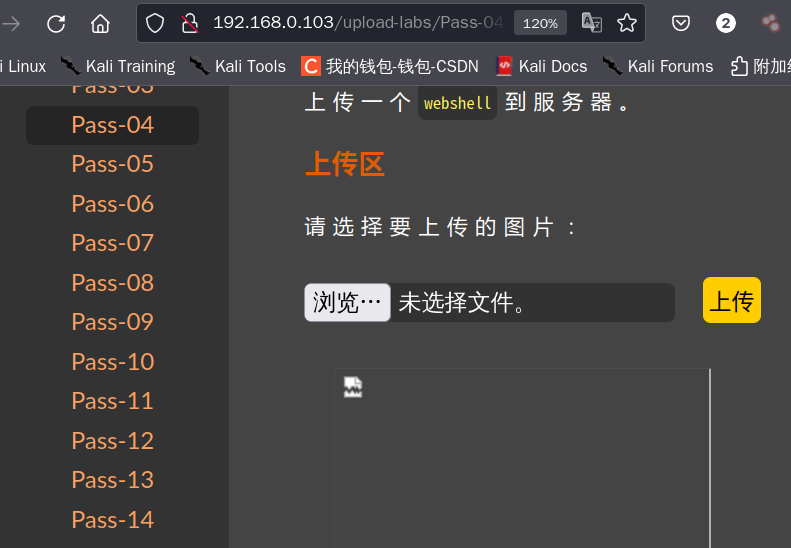 192.168.0.103/upload-labs/Pass-04
120%
2
i Linux Kali Training Kali Tools C 我的钱包-钱包-CSDN Kali Docs Kali Forums
Pass-03
Pass-04
Pass-05
Pass-06
Pass-07
Pass-08
Pass-09
Pass-10
Pass-11
Pass-12
Pass-13
Pass-14
上传一个 webshell 到服务器。
上传区
请选择要上传的图片：
浏览… 未选择文件。 上传